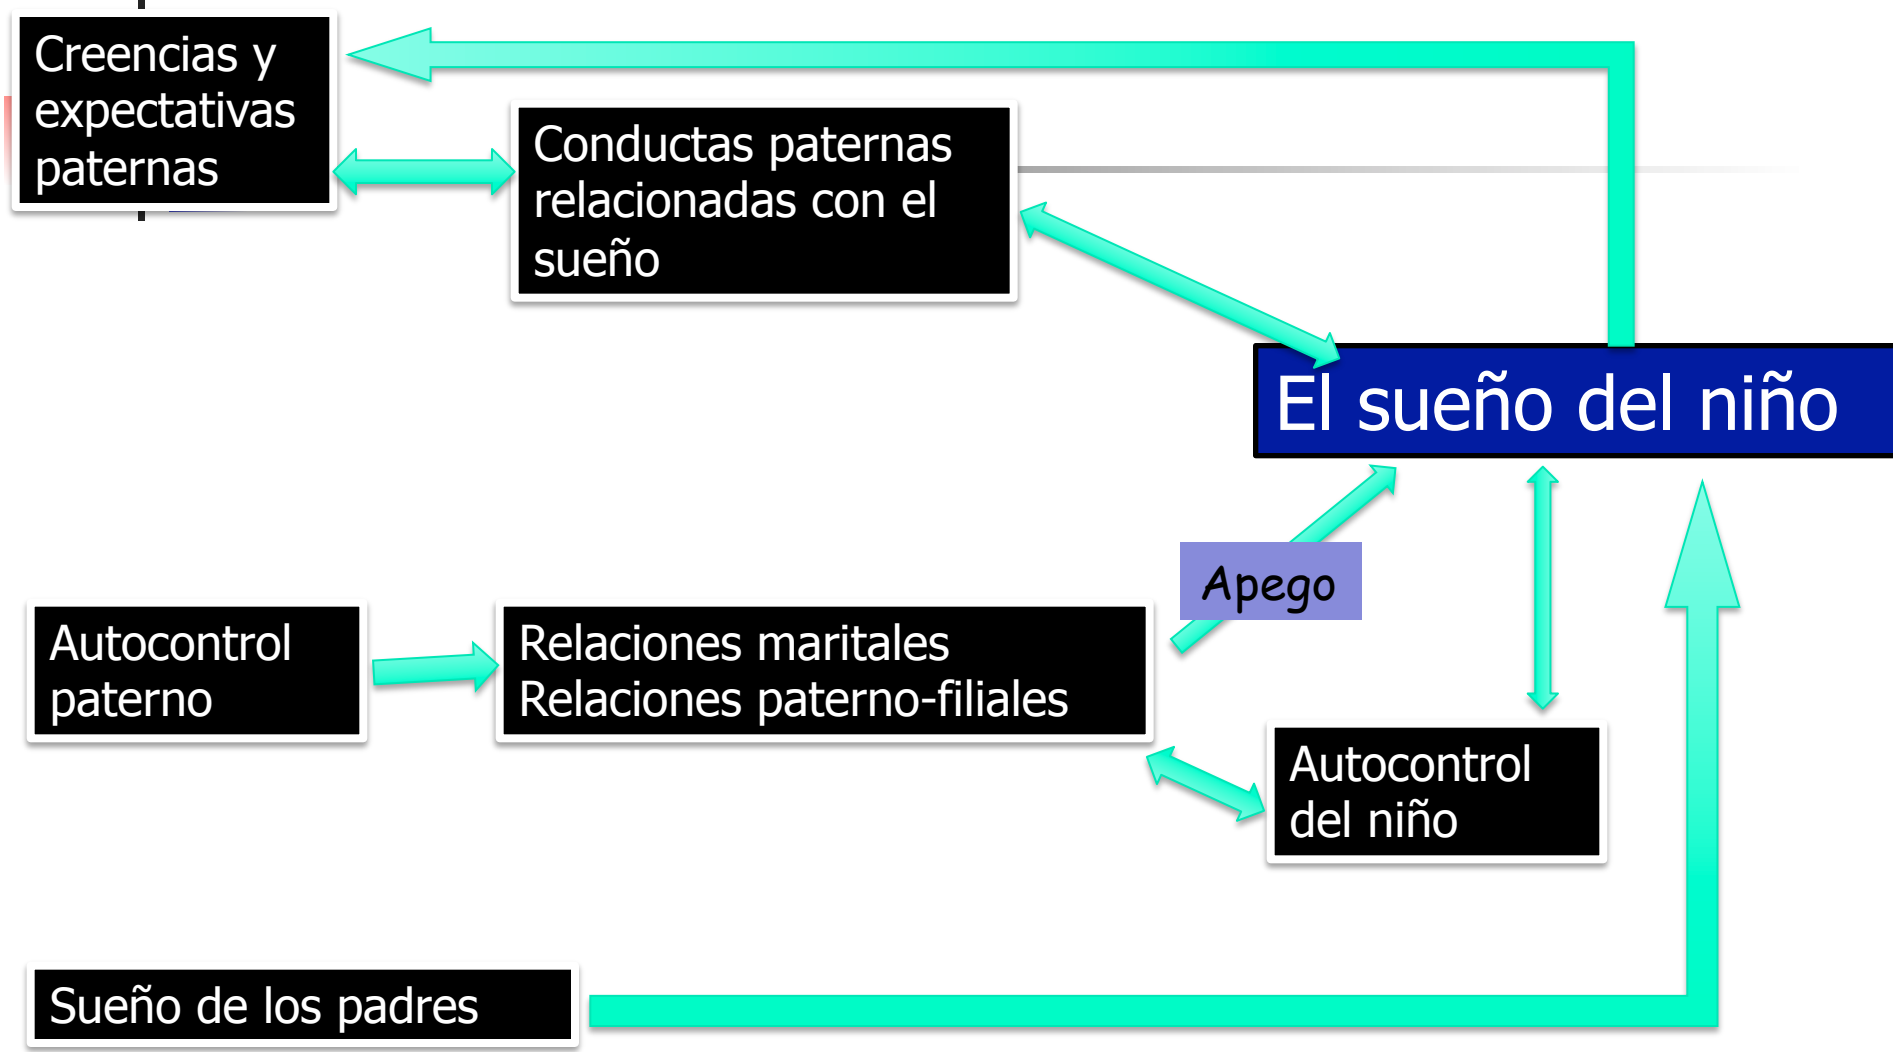 Creencias y
expectativas
paternas
Conductas paternas
relacionadas con el
sueño
El sueño del niño
Apego
Autocontrol
paterno
Relaciones maritales
Relaciones paterno-filiales
Autocontrol
del niño
Sueño de los padres